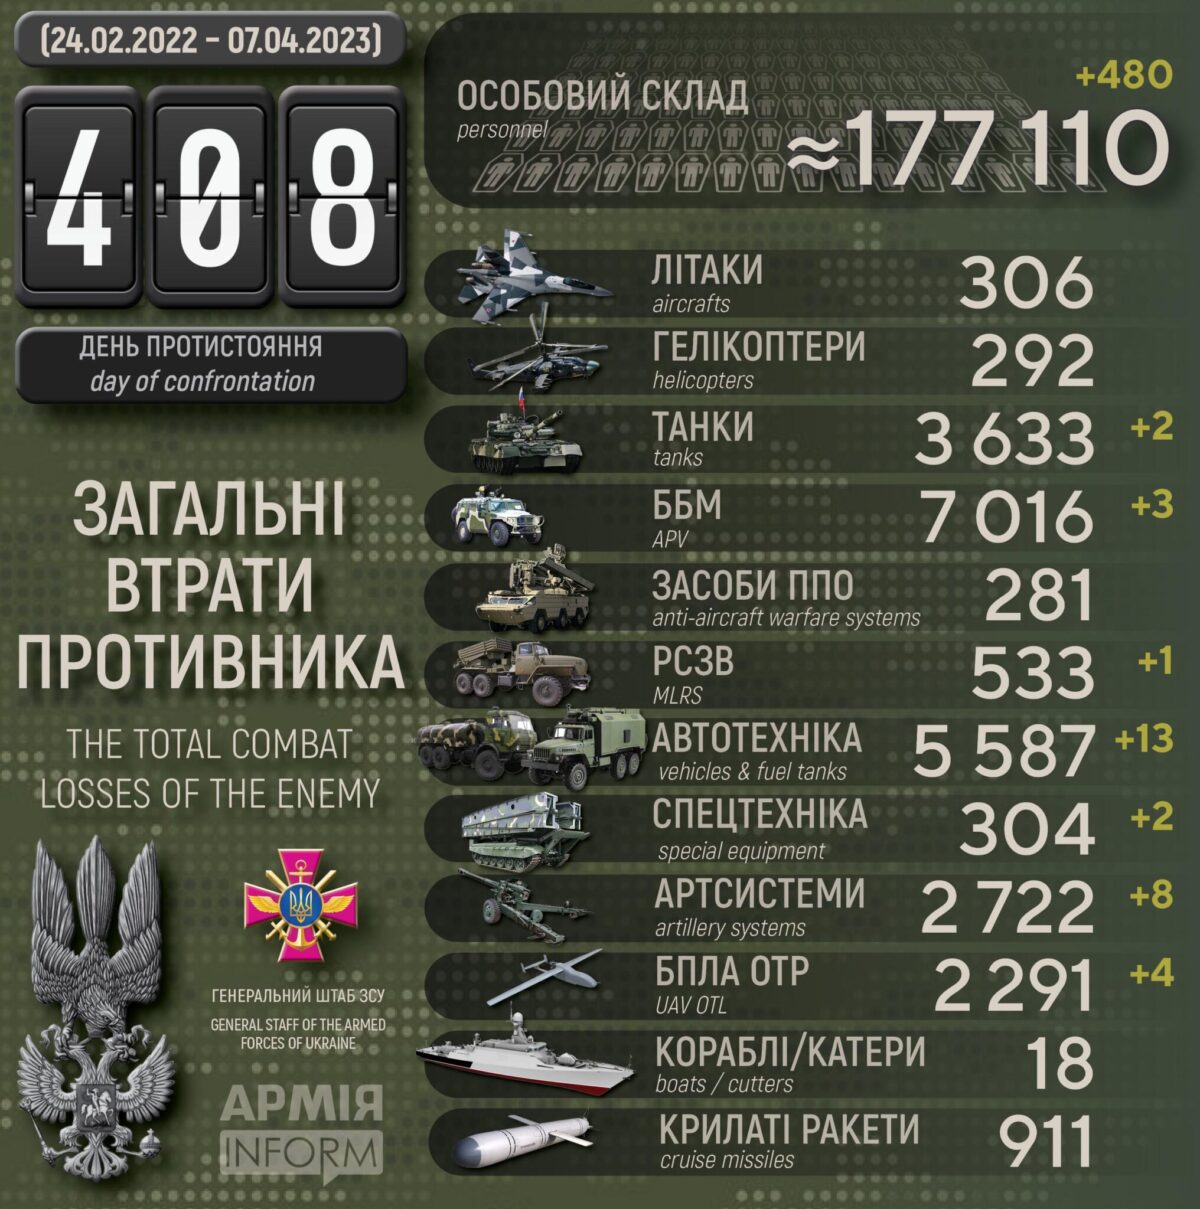 (24.02.2022 – 07.04.2023)
408
ДЕНЬ ПРОТИСТОЯННЯ
day of confrontation
ЗАГАЛЬНІ
ВТРАТИ
ПРОТИВНИКА
THE TOTAL COMBAT
LOSSES OF THE ENEMY
ГЕНЕРАЛЬНИЙ ШТАБ ЗСУ
GENERAL STAFF OF THE ARMED
FORCES OF UKRAINE
АРМІЯ
INFORM
ОСОБОВИЙ СКЛАД
personnel
+480
≈177 110
ЛІТАКИ
aircrafts
306
ГЕЛІКОПТЕРИ
helicopters
292
ТАНКИ
tanks
3 633 +2
ББМ
APV
7 016 +3
ЗАСОБИ ППО
anti-aircraft warfare systems
281
РСЗВ
MLRS
533 +1
АВТОТЕХНІКА
vehicles & fuel tanks
5 587 +13
СПЕЦТЕХНІКА
special equipment
304 +2
АРТСИСТЕМИ
artillery systems
2 722 +8
БПЛА ОТР
UAV OTL
2 291 +4
КОРАБЛІ/КАТЕРИ
boats / cutters
18
КРИЛАТІ РАКЕТИ
cruise missiles
911